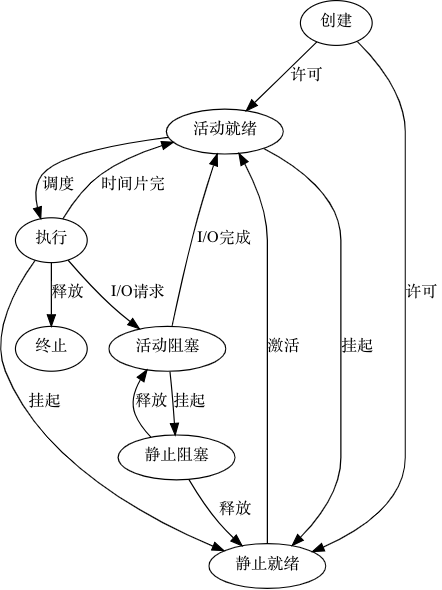 创建
许可
活动就绪
调度
时间片完
执行
I/O完成
释放
I/O请求
许可
终止
活动阻塞
激活
挂起
挂起
释放
挂起
静止阻塞
释放
静止就绪